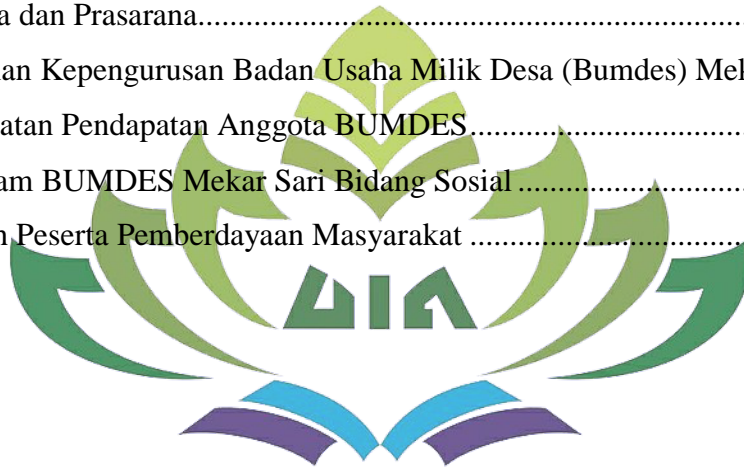 a dan Prasarana...............................................................................
an Kepengurusan Badan Usaha Milik Desa (Bumdes) Mek
atan Pendapatan Anggota BUMDES........................................
am BUMDES Mekar Sari Bidang Sosial ................................
n Peserta Pemberdayaan Masyarakat ........................................
UIN